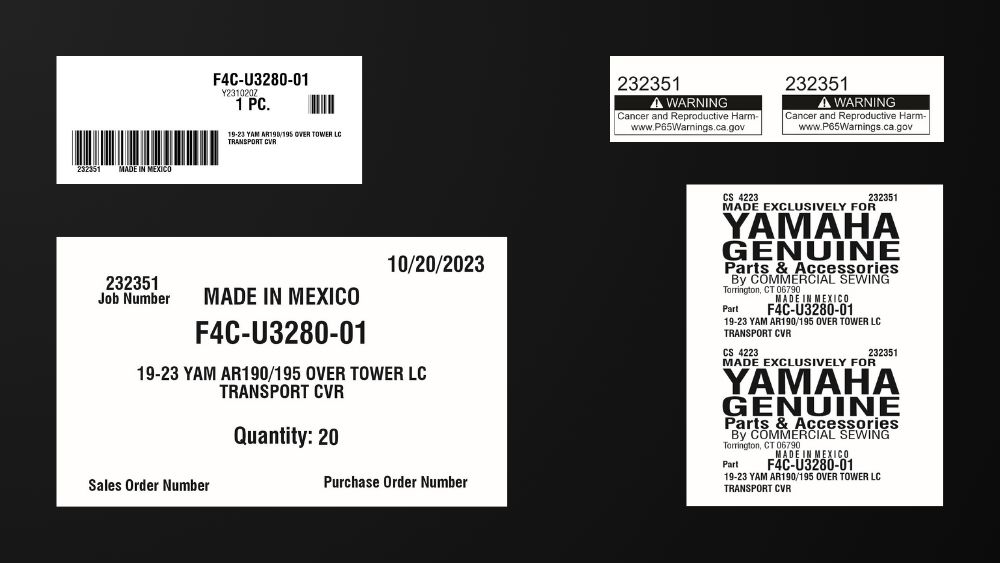 F4C-U3280-01
Y231020Z
1 PC.
19-23 YAM AR190/195 OVER TOWER LC
TRANSPORT CVR
232351 MADE IN MEXICO
232351 232351
WARNING WARNING
Cancer and Reproductive Harm- Cancer and Reproductive Harm-
www.P65Warnings.ca.gov www.P65Warnings.ca.gov
10/20/2023
232351
Job Number
MADE IN MEXICO
F4C-U3280-01
19-23 YAM AR190/195 OVER TOWER LC
TRANSPORT CVR
Quantity: 20
Sales Order Number Purchase Order Number
CS 4223 232351
MADE EXCLUSIVELY FOR
YAMAHA
GENUINE
Parts & Accessories
By COMMERCIAL SEWING
Torrington, CT 06790
MADE IN MEXICO
Part F4C-U3280-01
19-23 YAM AR190/195 OVER TOWER LC
TRANSPORT CVR
CS 4223 232351
MADE EXCLUSIVELY FOR
YAMAHA
GENUINE
Parts & Accessories
By COMMERCIAL SEWING
Torrington, CT 06790
MADE IN MEXICO
Part F4C-U3280-01
19-23 YAM AR190/195 OVER TOWER LC
TRANSPORT CVR